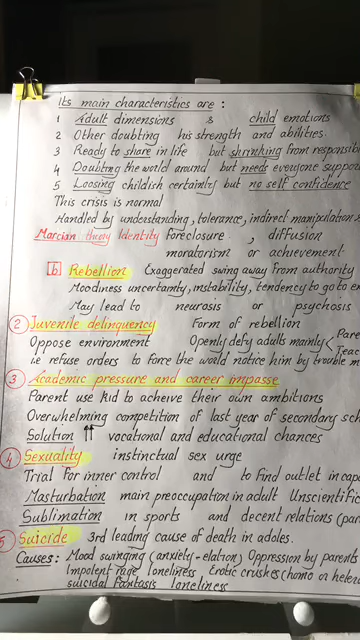 Its main characteristics are :
1 Adult dimensions & child emotions
2 Other doubting his strength and abilities.
3 Ready to share in life but shrinking from responsib
4 Doubting the world around but needs everyone suppor
5 Loosing childish certainty but no self confidence
This crisis is normal
Handled by understanding, tolerance, indirect manipulation
Marcian theory Identity foreclosure , diffusion
moratorism or achievement
b Rebellion Exaggerated swing away from authority
Moodiness uncertainty, instability, tendency to go to ex
May lead to neurosis or psychosis
2 Juvenile delinquency Form of rebellion
Oppose environment Openly defy adults mainly < Pare
Teac
i.e refuse orders to force the world notice him by trouble m
3 Academic pressure and career impasse
Parent use kid to acheive their own ambitions
Overwhelming competition of last year of secondary sch
Solution ↑↑ vocational and educational chances
4 Sexuality instinctual sex urge
Trial for inner control and to find outlet in capa
Masturbation main preoccupation in adult Unscientific
Sublimation in sports and decent relations (par
5 Suicide 3rd leading cause of death in adoles.
Causes: Mood swinging (anxiety-elation) Oppression by parents
Impotent rage loneliness Erotic crushes (homo or heter
suicidal fantasis loneliness